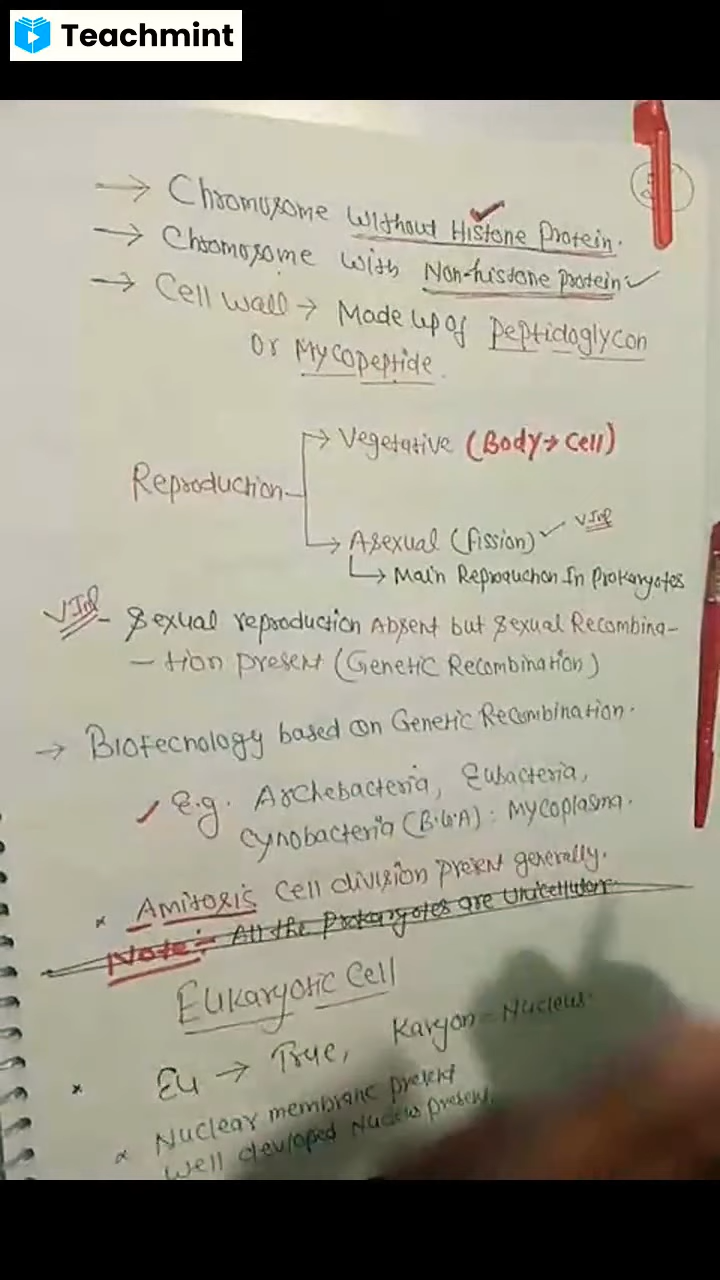 Teachmint
→ Chromosome without Histone Protein.
→ Chromosome with Non-histone protein ✓
→ Cell wall → Made up of Peptidoglycon
or Mycopeptide.
→ Vegetative (Body → Cell)
Reproduction
→ Asexual (fission) ✓ V.Imp
→ Main Reproduction In Prokaryotes
V.Imp - Sexual reproduction Absent but Sexual Recombina-
- tion present (Genetic Recombination)
→ Biotecnology based on Genetic Recombination.
E.g. Archebacteria, Eubacteria,
Cynobacteria (B.G.A) : Mycoplasma.
* Amitosis Cell division present generally.
Note:- All the Prokaryotes are Unicellular
Eukaryotic Cell
* Eu → True, Karyon = Nucleus
* Nuclear membrane present
Well developed Nucleus present.